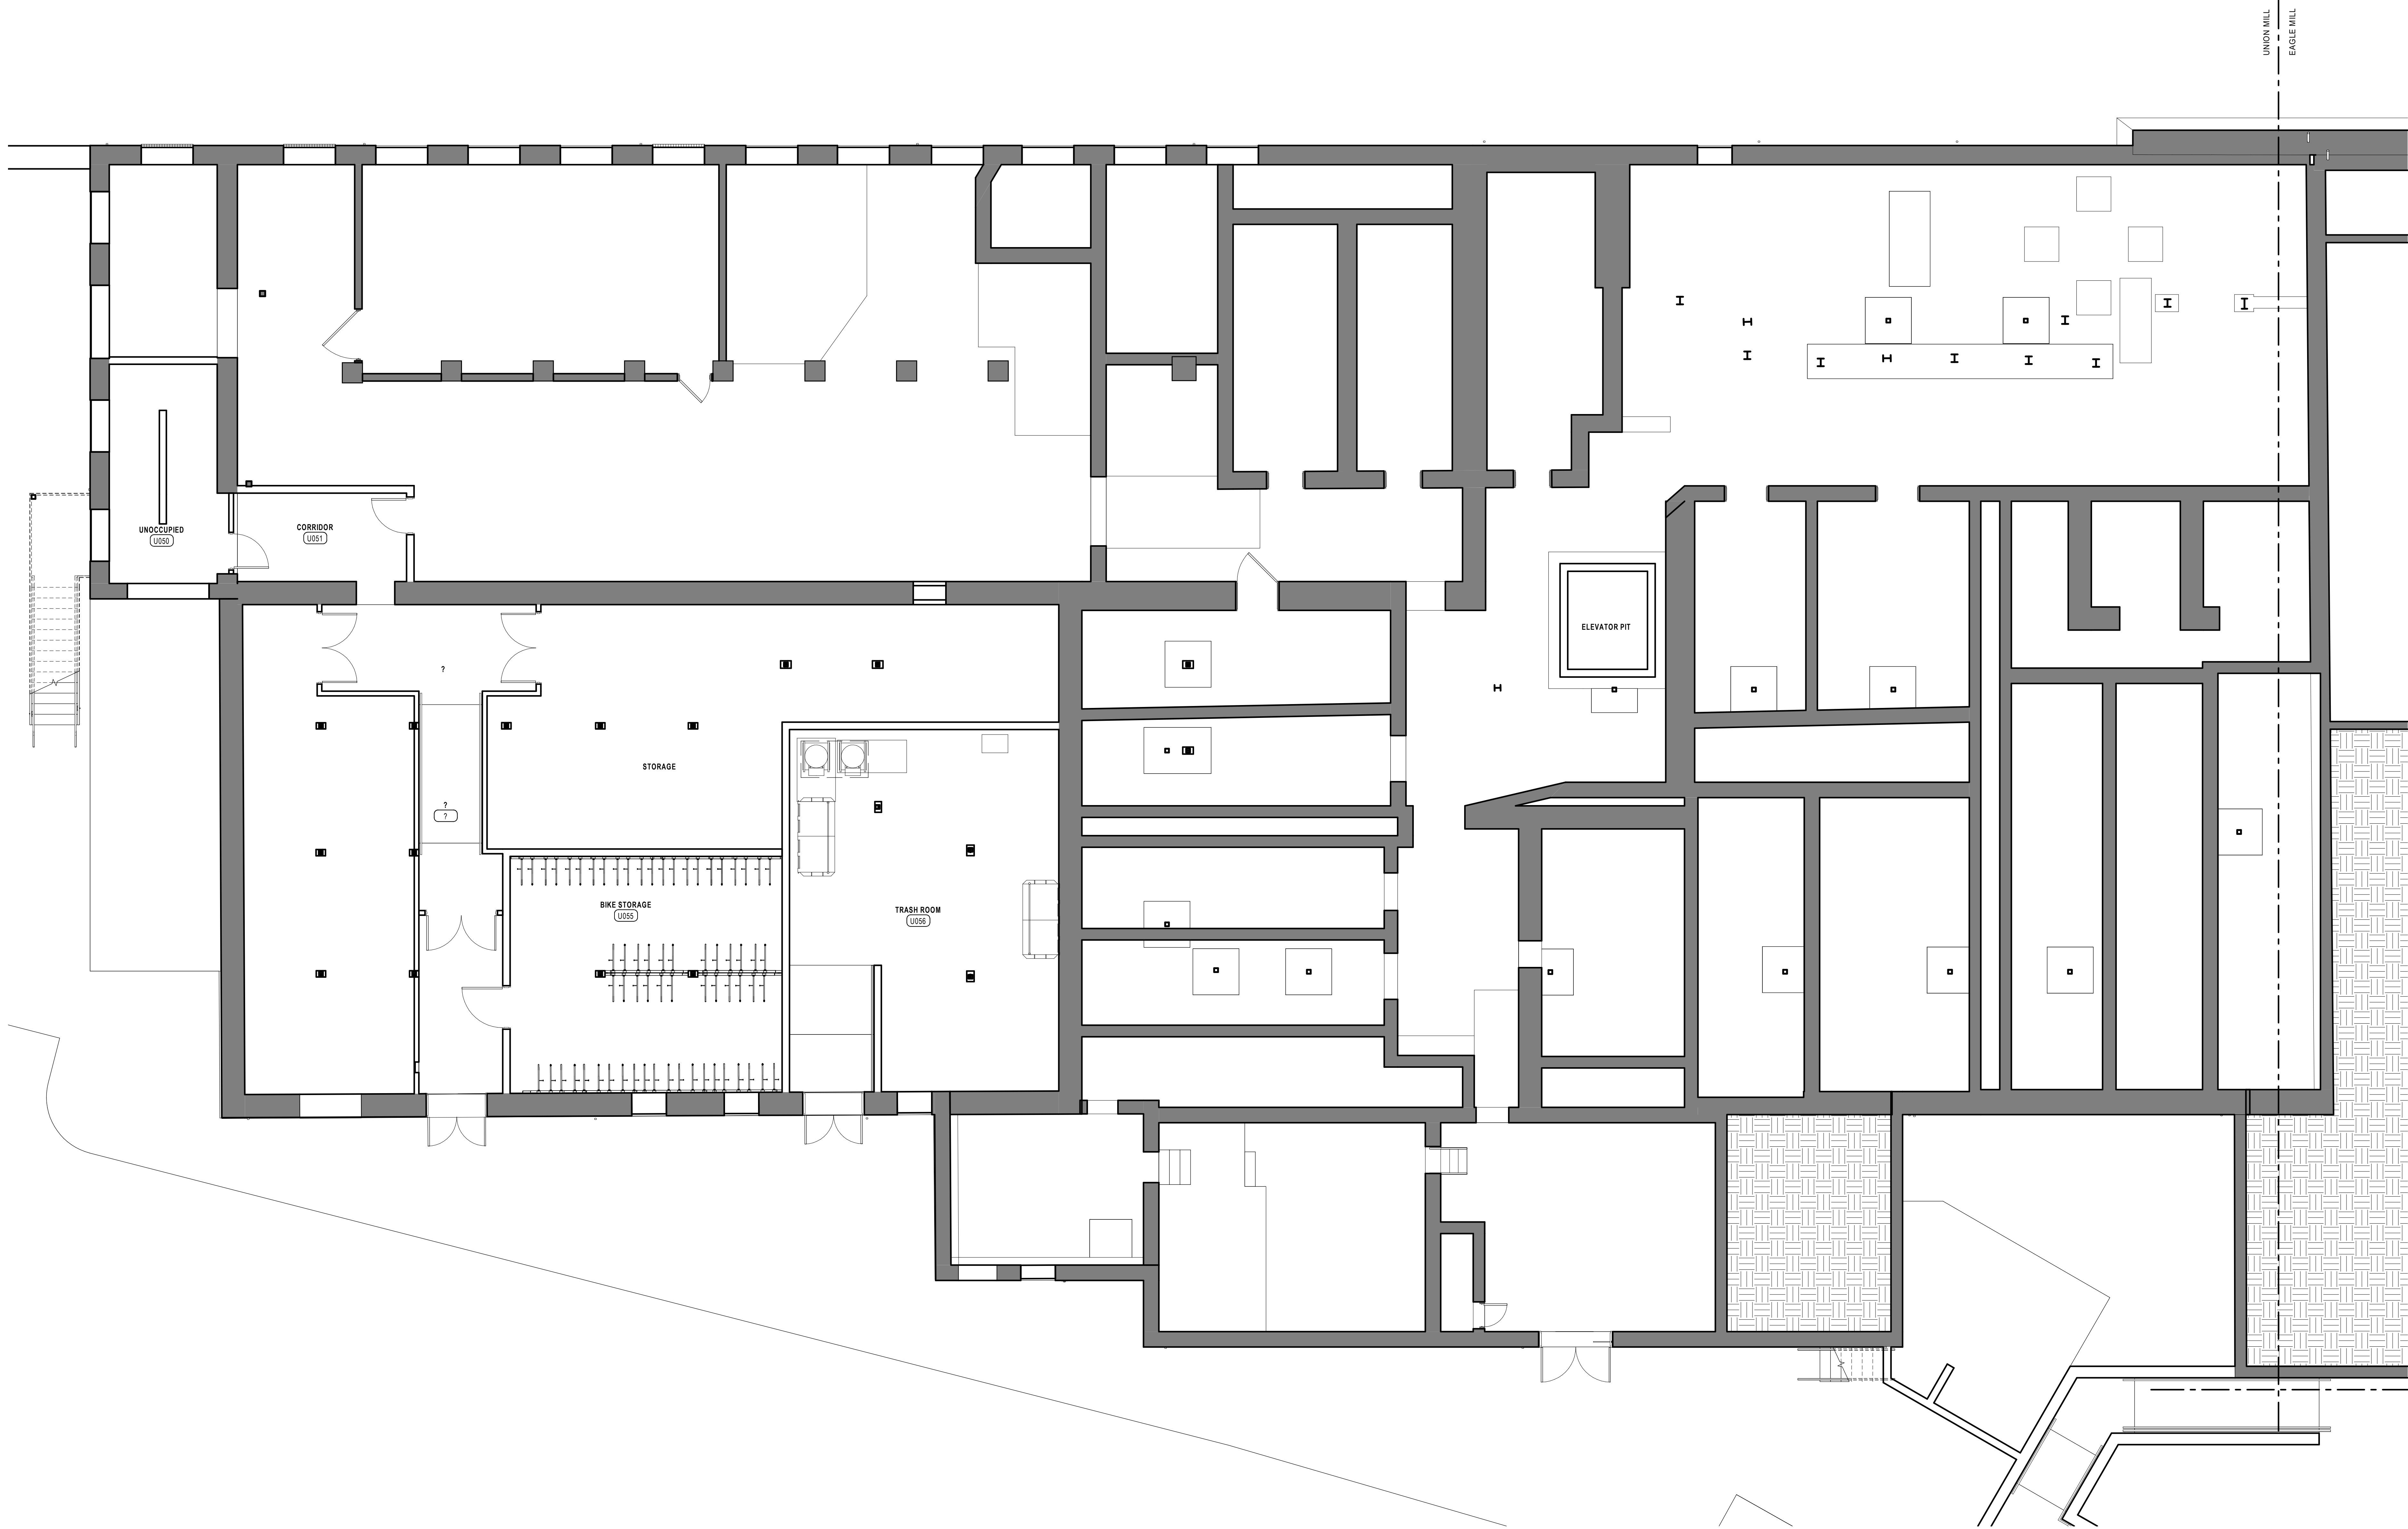 UNION MILL
EAGLE MILL
UNOCCUPIED
U050
CORRIDOR
U051
ELEVATOR PIT
?
STORAGE
?
?
BIKE STORAGE
U055
TRASH ROOM
U056